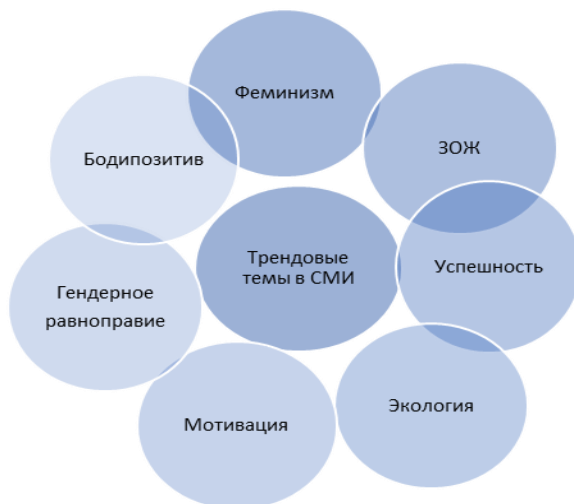 Феминизм
ЗОЖ
Бодипозитив
Трендовые
темы в СМИ
Успешность
Гендерное
равноправие
Экология
Мотивация